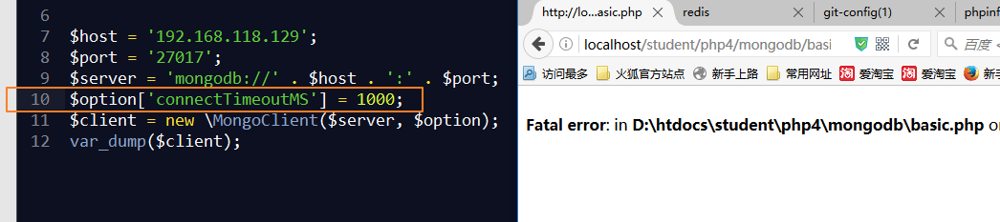 6
7 $host = '192.168.118.129';
8 $port = '27017';
9 $server = 'mongodb://' . $host . ':' . $port;
10 $option['connectTimeoutMS'] = 1000;
11 $client = new \MongoClient($server, $option);
12 var_dump($client);
http://lo...asic.php redis git-config(1) phpinf
localhost/student/php4/mongodb/basi 百度
访问最多 火狐官方站点 新手上路 常用网址 爱淘宝 爱淘宝 新手上
Fatal error: in D:\htdocs\student\php4\mongodb\basic.php on